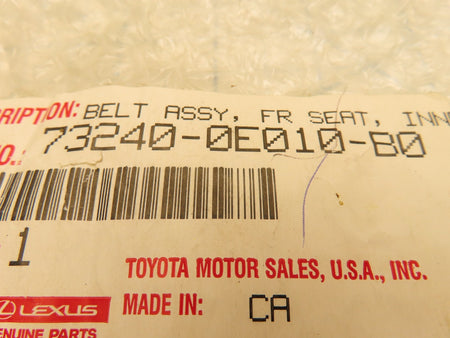 RIPTION: BELT ASSY, FR SEAT, INN
NO.: 73240-0E010-B0
1
TOYOTA MOTOR SALES, U.S.A., INC.
LEXUS MADE IN: CA
ENUINE PARTS